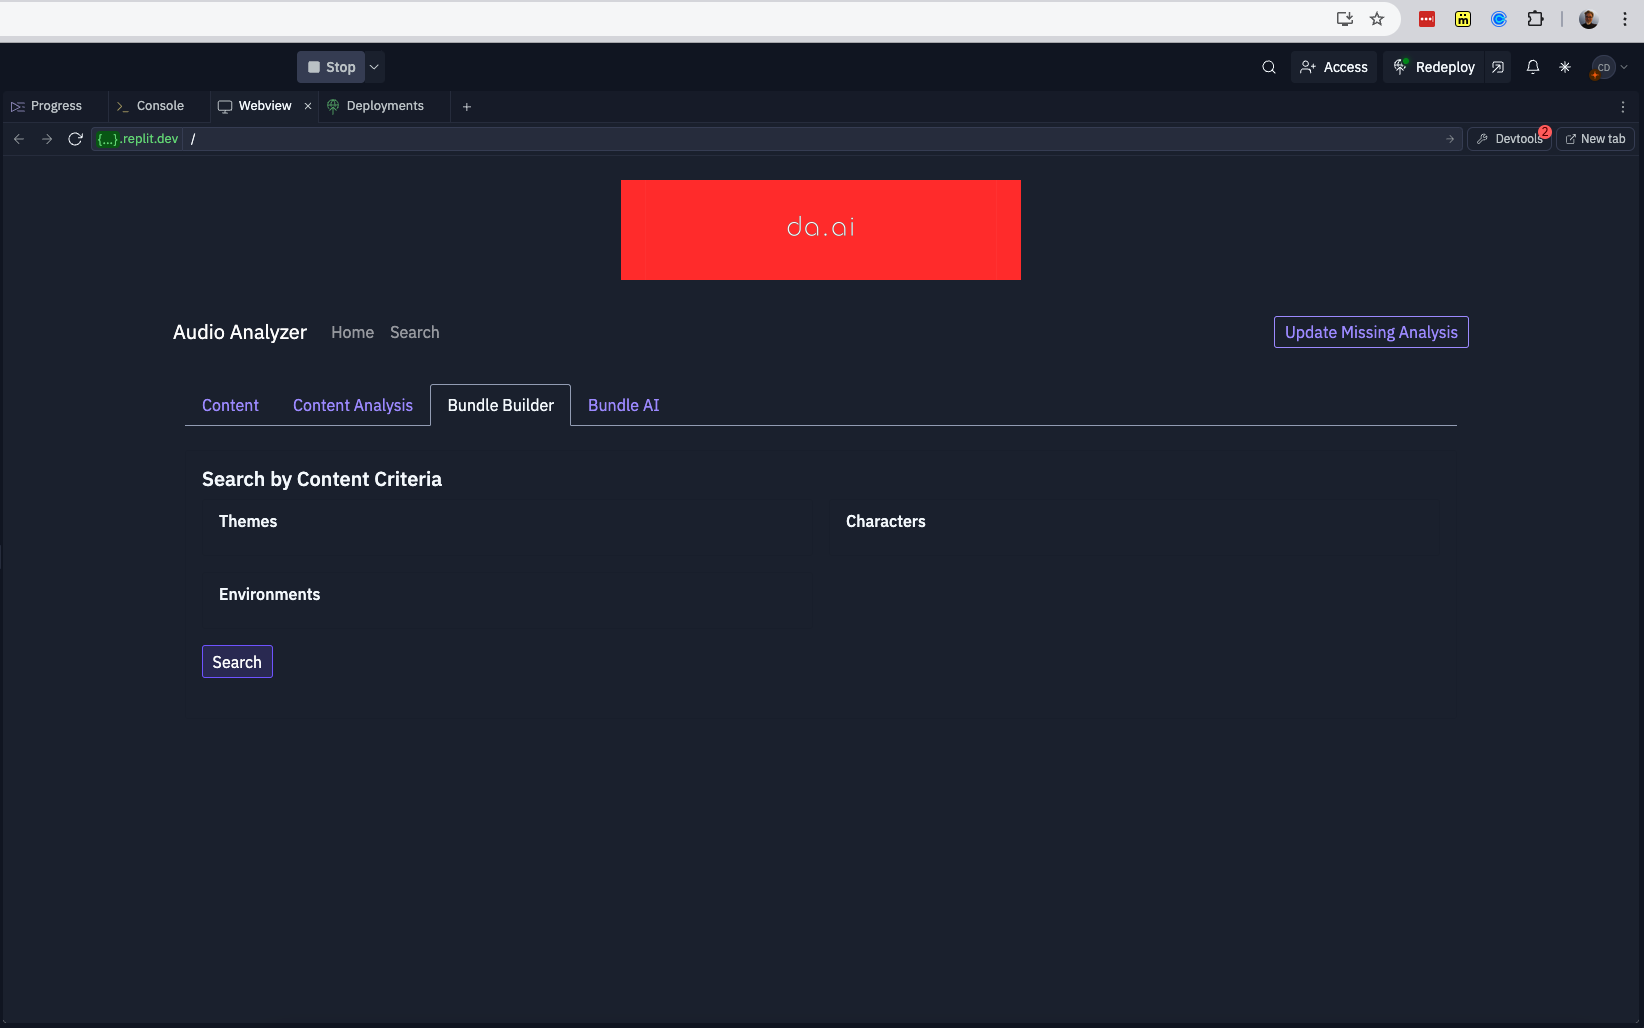 Stop
Access
Redeploy
CD
Progress
Console
Webview
Deployments
{...}.replit.dev /
Devtools 2
New tab
da.ai
Audio Analyzer Home Search
Update Missing Analysis
Content Content Analysis Bundle Builder Bundle AI
Search by Content Criteria
Themes Characters
Environments
Search